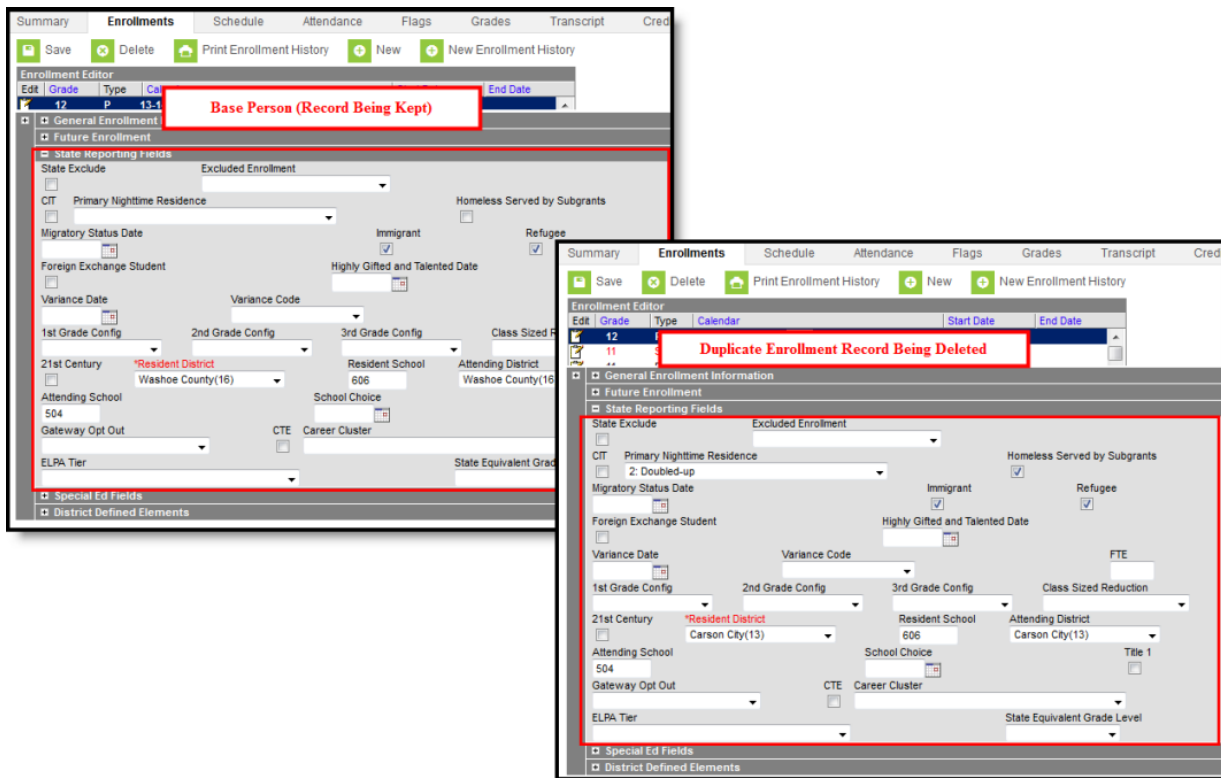 Summary Enrollments Schedule Attendance Flags Grades Transcript Cred
Save Delete Print Enrollment History New New Enrollment History
Enrollment Editor
Edit Grade Type End Date
12 P 13-1
Base Person (Record Being Kept)
General Enrollment
Future Enrollment
State Reporting Fields
State Exclude Excluded Enrollment
CIT Primary Nighttime Residence Homeless Served by Subgrants
Migratory Status Date Immigrant Refugee
Foreign Exchange Student Highly Gifted and Talented Date
Variance Date Variance Code
1st Grade Config 2nd Grade Config 3rd Grade Config Class Sized R
21st Century *Resident District Resident School Attending District
Washoe County(16) 606 Washoe County(16
Attending School School Choice
504
Gateway Opt Out CTE Career Cluster
ELPA Tier State Equivalent Grad
Special Ed Fields
District Defined Elements
Summary Enrollments Schedule Attendance Flags Grades Transcript Cred
Save Delete Print Enrollment History New New Enrollment History
Enrollment Editor
Edit Grade Type Calendar Start Date End Date
12
11
Duplicate Enrollment Record Being Deleted
General Enrollment Information
Future Enrollment
State Reporting Fields
State Exclude Excluded Enrollment
CIT Primary Nighttime Residence Homeless Served by Subgrants
2: Doubled-up
Migratory Status Date Immigrant Refugee
Foreign Exchange Student Highly Gifted and Talented Date
Variance Date Variance Code FTE
1st Grade Config 2nd Grade Config 3rd Grade Config Class Sized Reduction
21st Century *Resident District Resident School Attending District
Carson City(13) 606 Carson City(13)
Attending School School Choice Title 1
504
Gateway Opt Out CTE Career Cluster
ELPA Tier State Equivalent Grade Level
Special Ed Fields
District Defined Elements